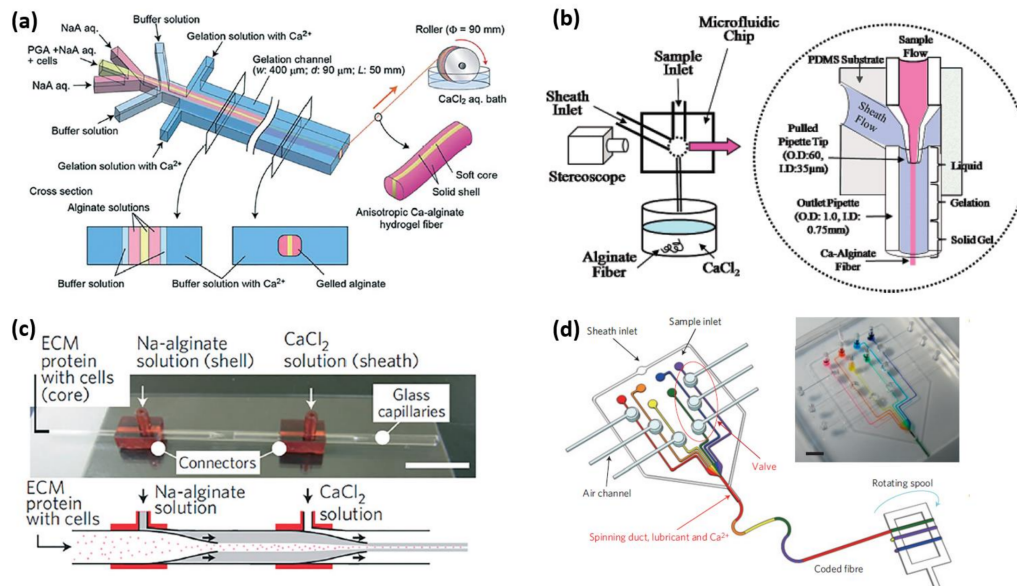 (a)
NaA aq.
PGA +NaA aq.
+ cells
NaA aq.
Buffer solution
Gelation solution with Ca²⁺
Gelation channel
(w: 400 μm; d: 90 μm; L: 50 mm)
Roller (Φ = 90 mm)
CaCl₂ aq. bath
Buffer solution
Gelation solution with Ca²⁺
Soft core
Solid shell
Anisotropic Ca-alginate
hydrogel fiber
Cross section
Alginate solutions
Buffer solution
Buffer solution with Ca²⁺
Gelled alginate
(b)
Microfluidic
Chip
Sample
Inlet
Sheath
Inlet
Stereoscope
Alginate
Fiber
CaCl₂
Sample
Flow
PDMS Substrate
Sheath
Flow
Pulled
Pipette Tip
(O.D:60,
I.D:35μm)
Liquid
Gelation
Outlet Pipette
(O.D: 1.0, I.D:
0.75mm)
Solid Gel
Ca-Alginate
Fiber
(c)
ECM
protein
with cells
(core)
Na-alginate
solution (shell)
CaCl₂
solution (sheath)
Glass
capillaries
Connectors
ECM
protein
with cells
Na-alginate
solution
CaCl₂
solution
(d)
Sheath inlet
Sample inlet
Valve
Air channel
Rotating spool
Spinning duct, lubricant and Ca²⁺
Coded fibre